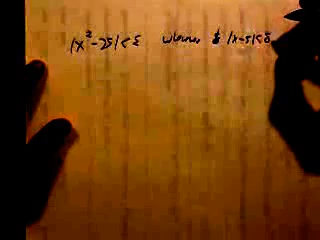 |x² - 25| < ε whenever |x-5| < δ